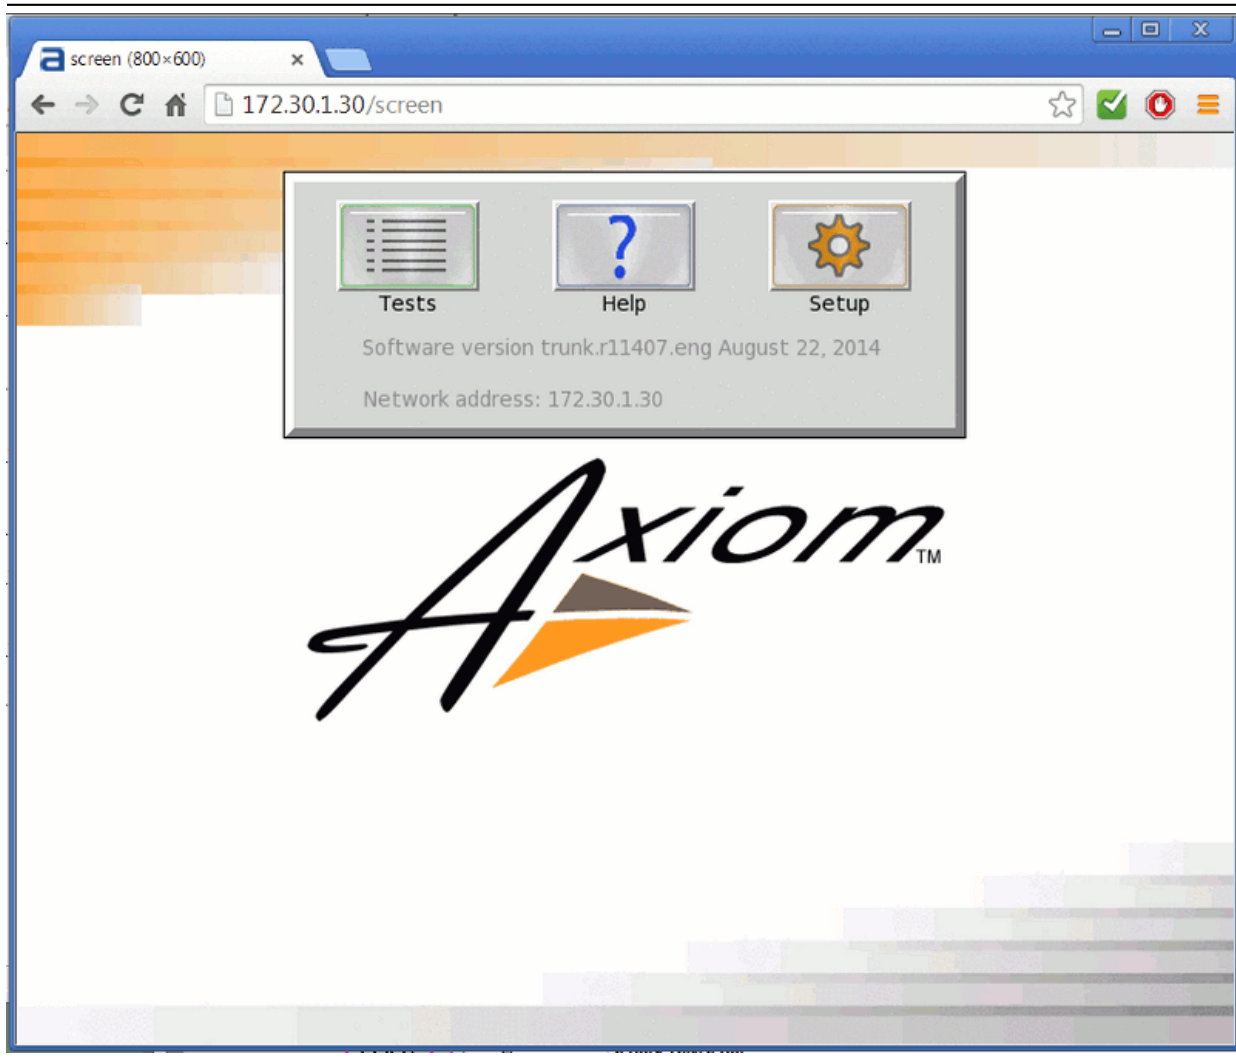 screen (800×600)
172.30.1.30/screen
Tests
Help
Setup
Software version trunk.r11407.eng August 22, 2014
Network address: 172.30.1.30
Axiom™